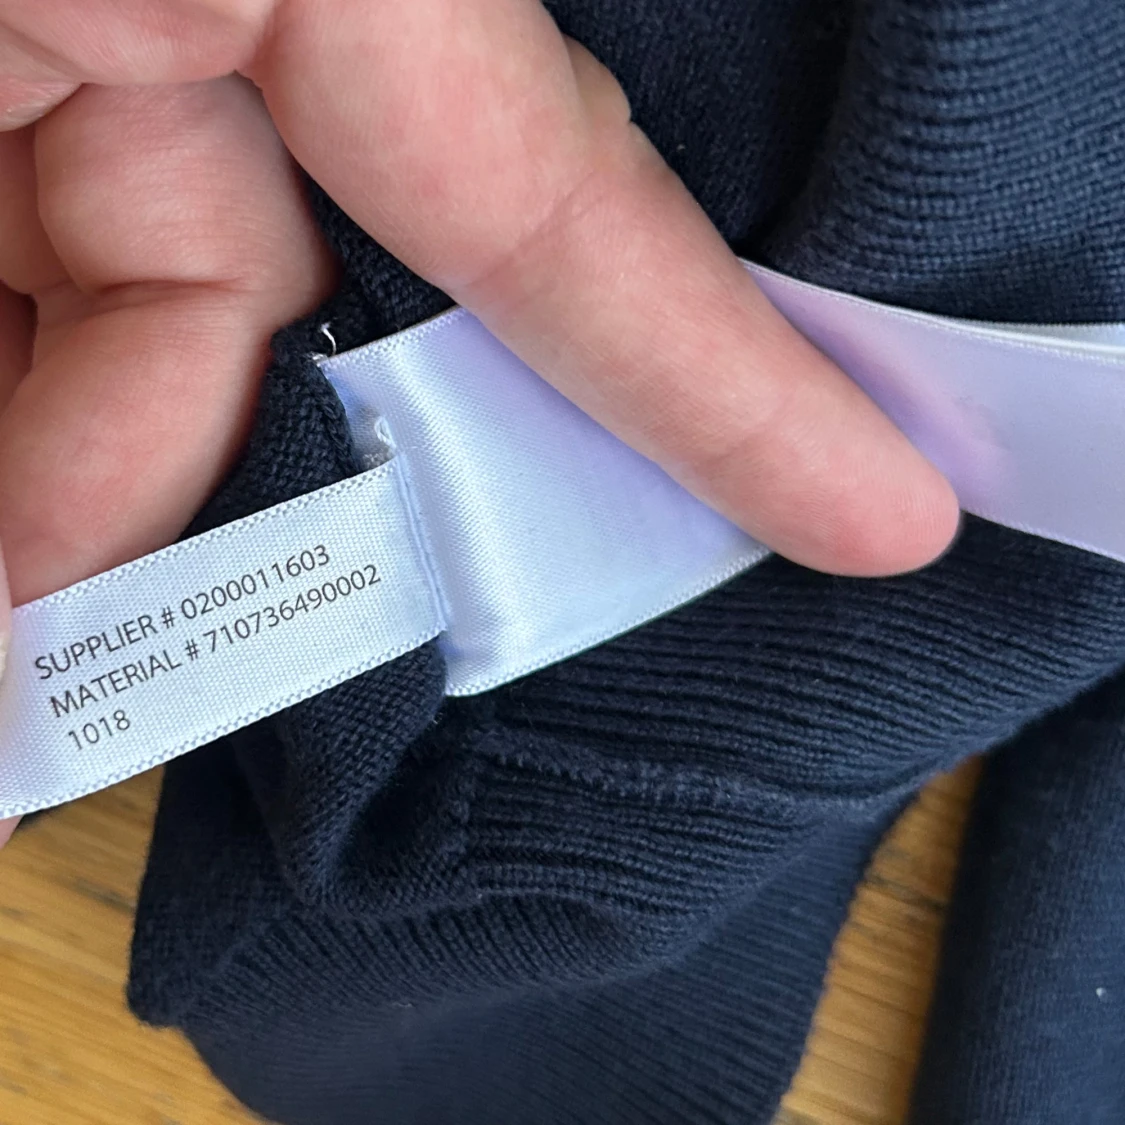 SUPPLIER # 0200011603
MATERIAL # 710736490002
1018